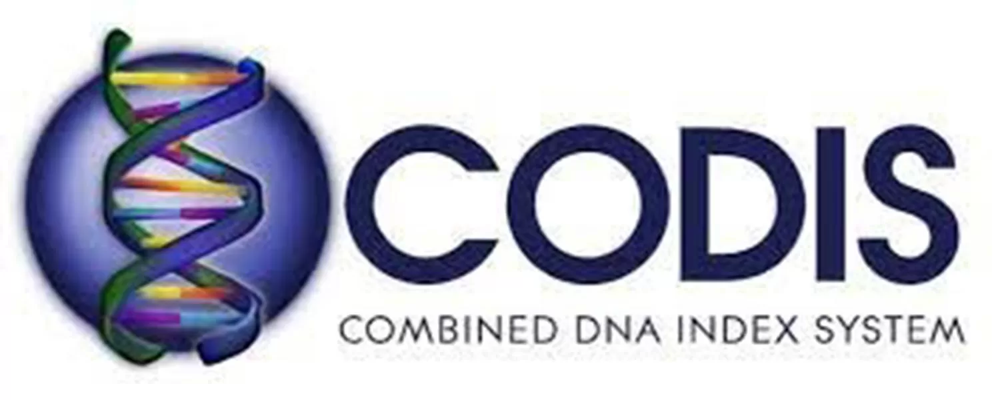 CODIS
COMBINED DNA INDEX SYSTEM